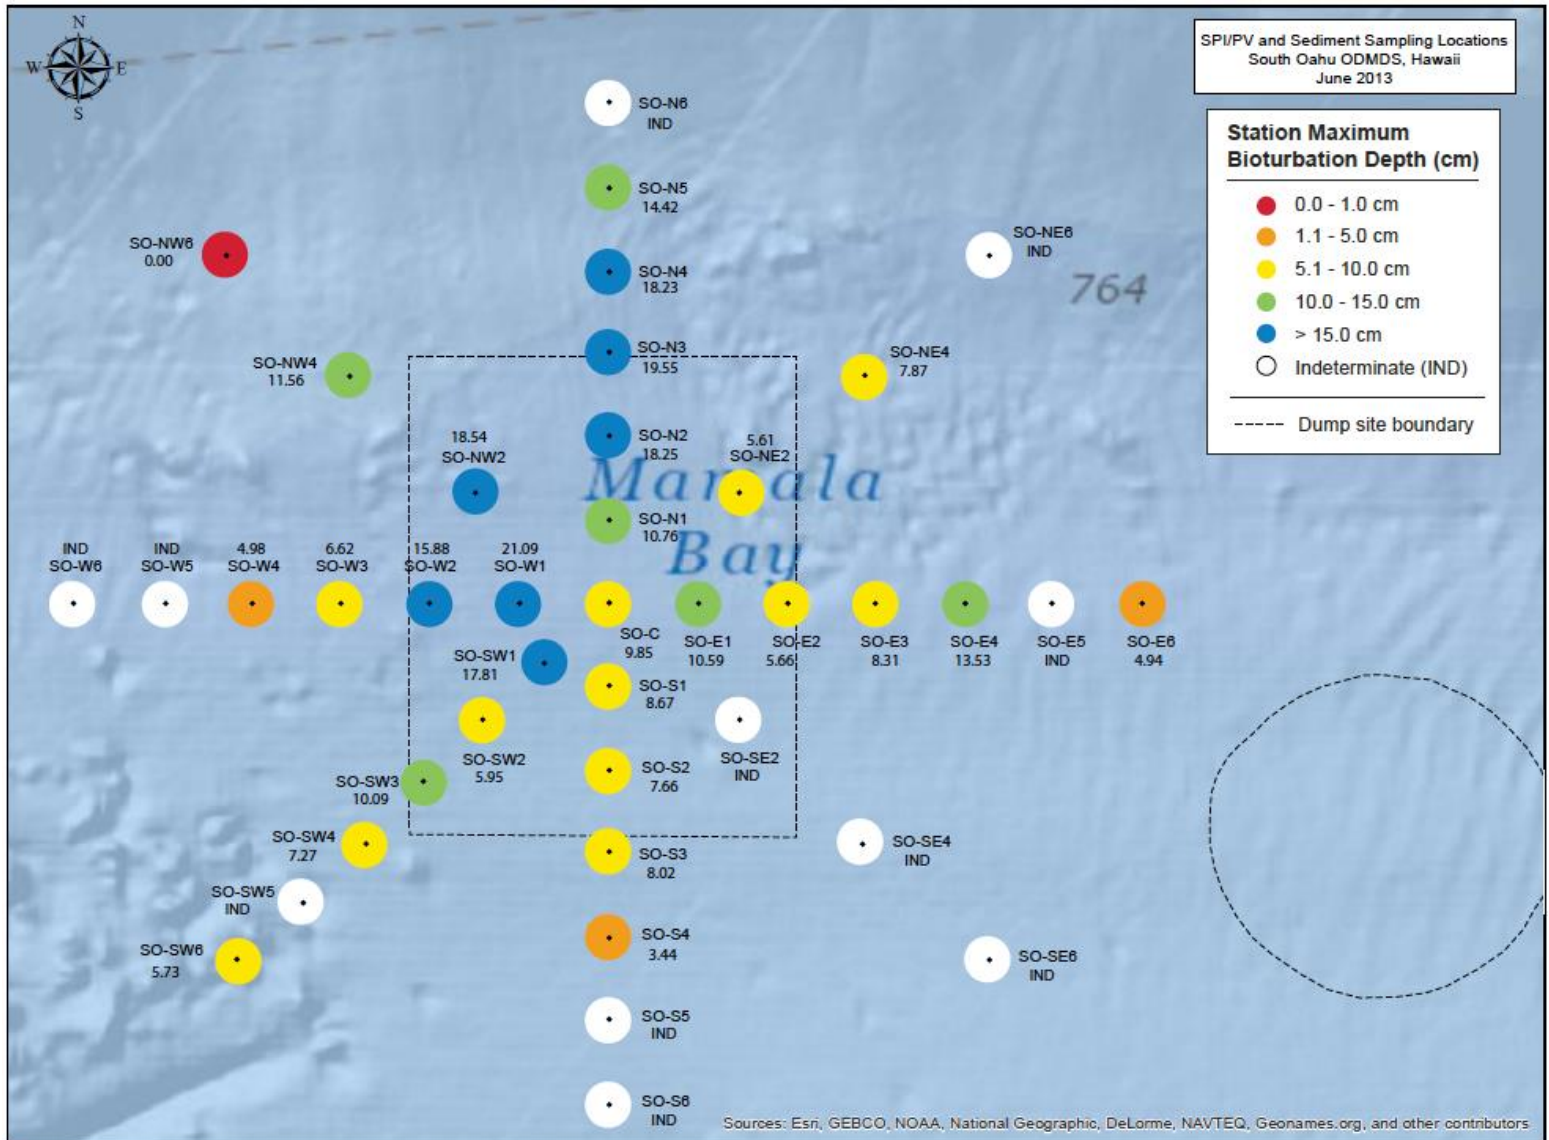 N
W
E
S
SPI/PV and Sediment Sampling Locations
South Oahu ODMDS, Hawaii
June 2013
Station Maximum
Bioturbation Depth (cm)
0.0 - 1.0 cm
1.1 - 5.0 cm
5.1 - 10.0 cm
10.0 - 15.0 cm
> 15.0 cm
Indeterminate (IND)
Dump site boundary
SO-N6
IND
SO-N5
14.42
SO-NW6
0.00
SO-NE6
IND
SO-N4
18.23
764
SO-N3
19.55
SO-NW4
11.56
SO-NE4
7.87
18.54
SO-NW2
SO-N2
18.25
5.61
SO-NE2
Mamala
Bay
SO-N1
10.76
IND
SO-W6
IND
SO-W5
4.98
SO-W4
6.62
SO-W3
15.88
SO-W2
21.09
SO-W1
SO-C
9.85
SO-E1
10.59
SO-E2
5.66
SO-E3
8.31
SO-E4
13.53
SO-E5
IND
SO-E6
4.94
SO-SW1
17.81
SO-S1
8.67
SO-SW2
5.95
SO-SE2
IND
SO-S2
7.66
SO-SW3
10.09
SO-SW4
7.27
SO-S3
8.02
SO-SE4
IND
SO-SW5
IND
SO-S4
3.44
SO-SW6
5.73
SO-SE6
IND
SO-S5
IND
SO-S6
IND
Sources: Esri, GEBCO, NOAA, National Geographic, DeLorme, NAVTEQ, Geonames.org, and other contributors